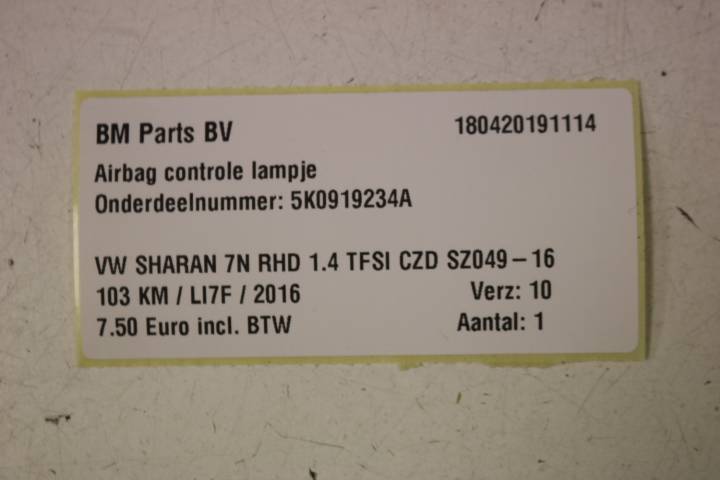 BM Parts BV 180420191114
Airbag controle lampje
Onderdeelnummer: 5K0919234A
VW SHARAN 7N RHD 1.4 TFSI CZD SZ049-16
103 KM / LI7F / 2016 Verz: 10
7.50 Euro incl. BTW Aantal: 1